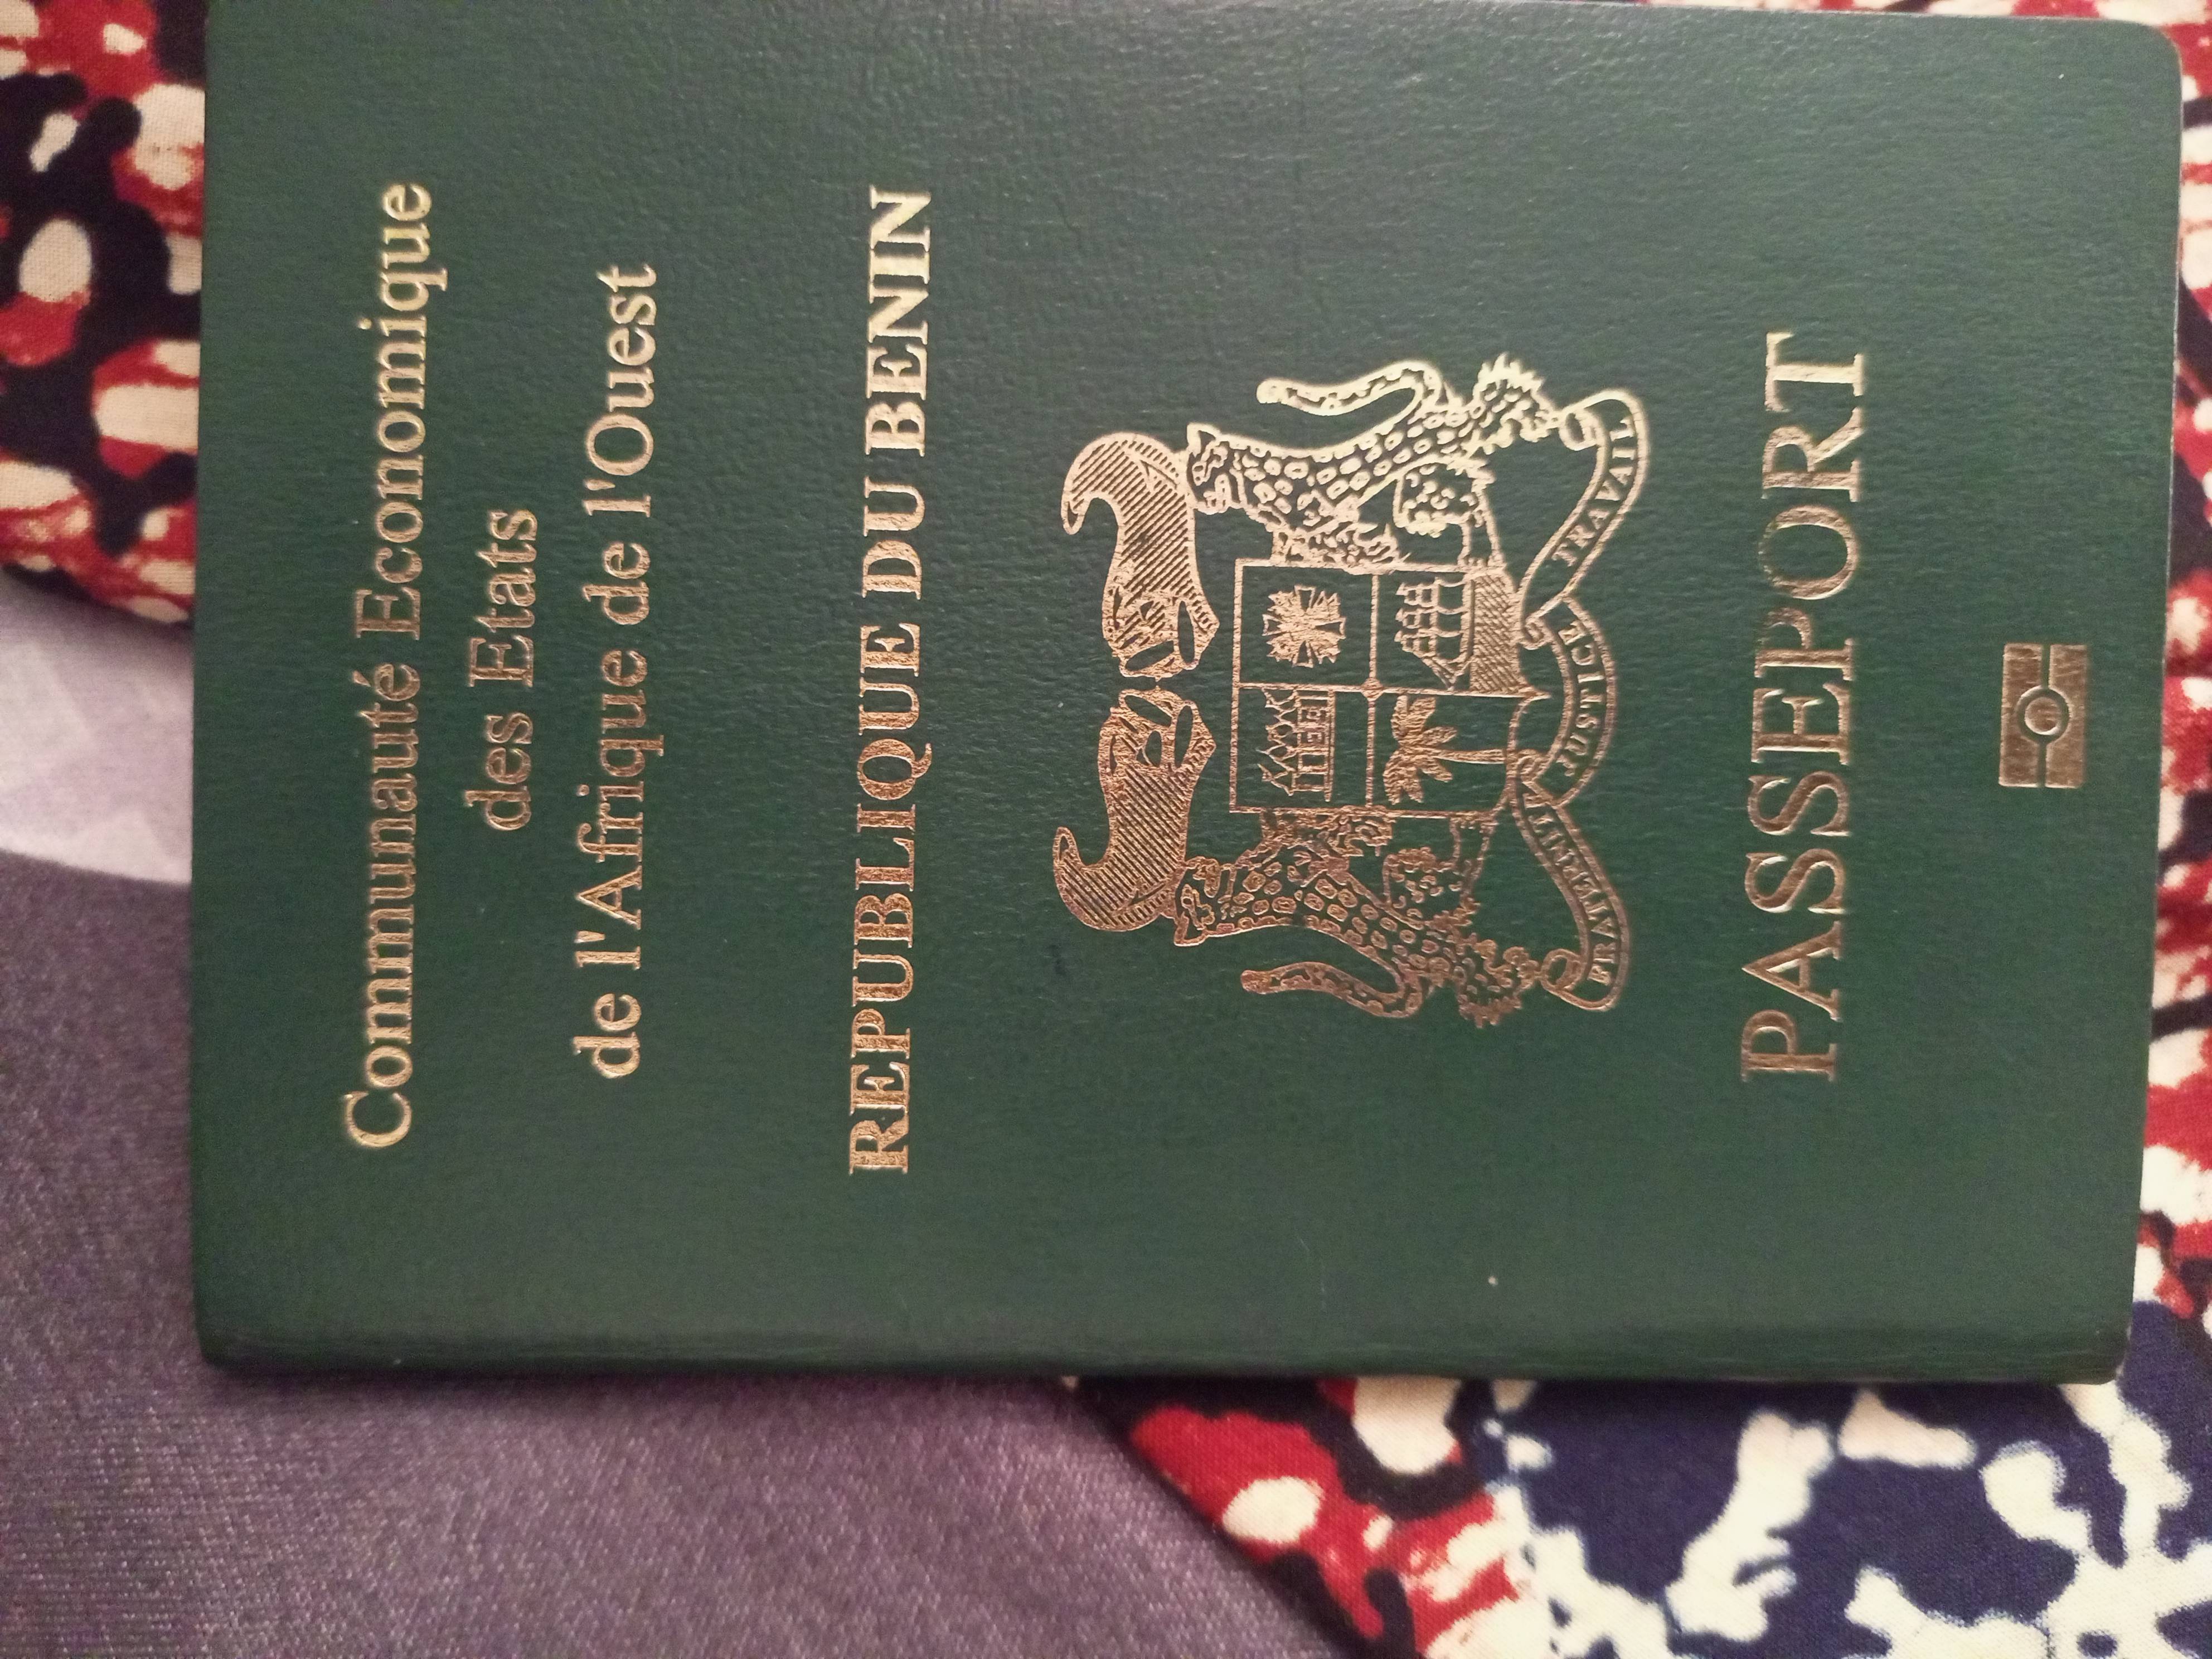 Communauté Economique
des Etats
de l'Afrique de l'Ouest
REPUBLIQUE DU BENIN
FRATERNITE JUSTICE TRAVAIL
PASSEPORT